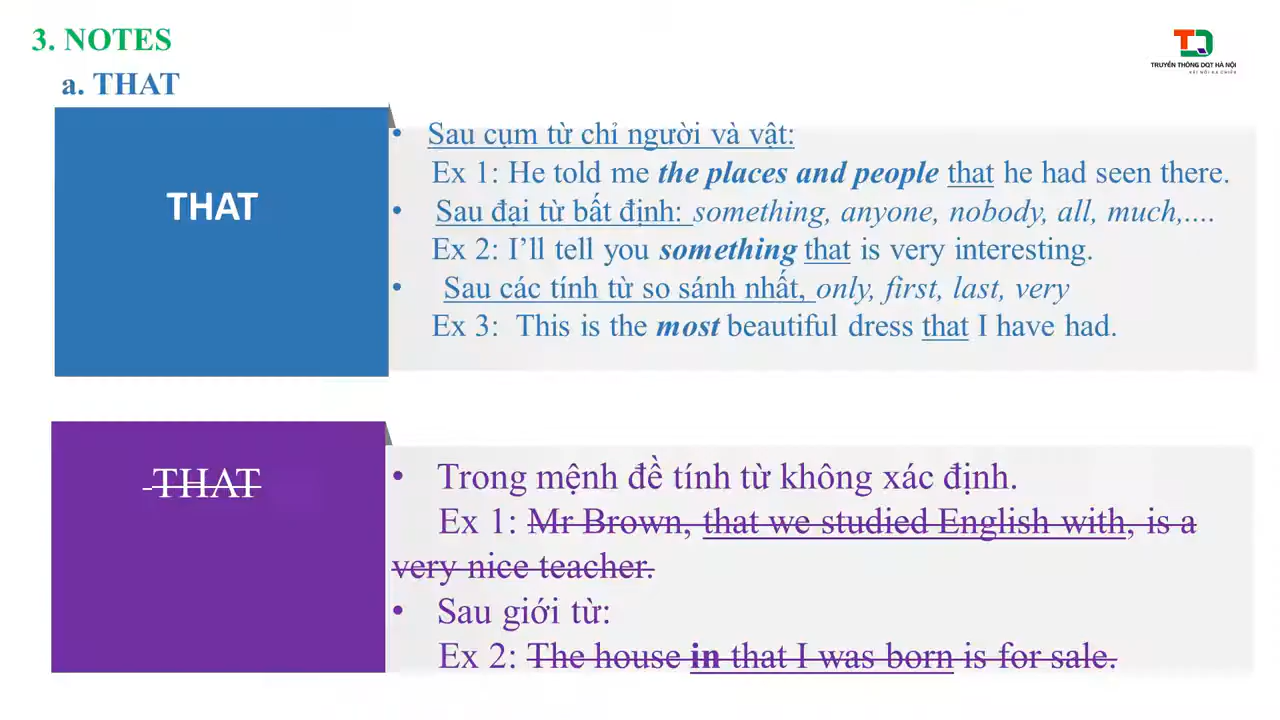 3. NOTES
TRUYỀN THÔNG DQT HÀ NỘI
a. THAT
THAT
• Sau cụm từ chỉ người và vật:
Ex 1: He told me the places and people that he had seen there.
• Sau đại từ bất định: something, anyone, nobody, all, much,....
Ex 2: I’ll tell you something that is very interesting.
• Sau các tính từ so sánh nhất, only, first, last, very
Ex 3: This is the most beautiful dress that I have had.
-THAT
• Trong mệnh đề tính từ không xác định.
Ex 1: Mr Brown, that we studied English with, is a
very nice teacher.
• Sau giới từ:
Ex 2: The house in that I was born is for sale.